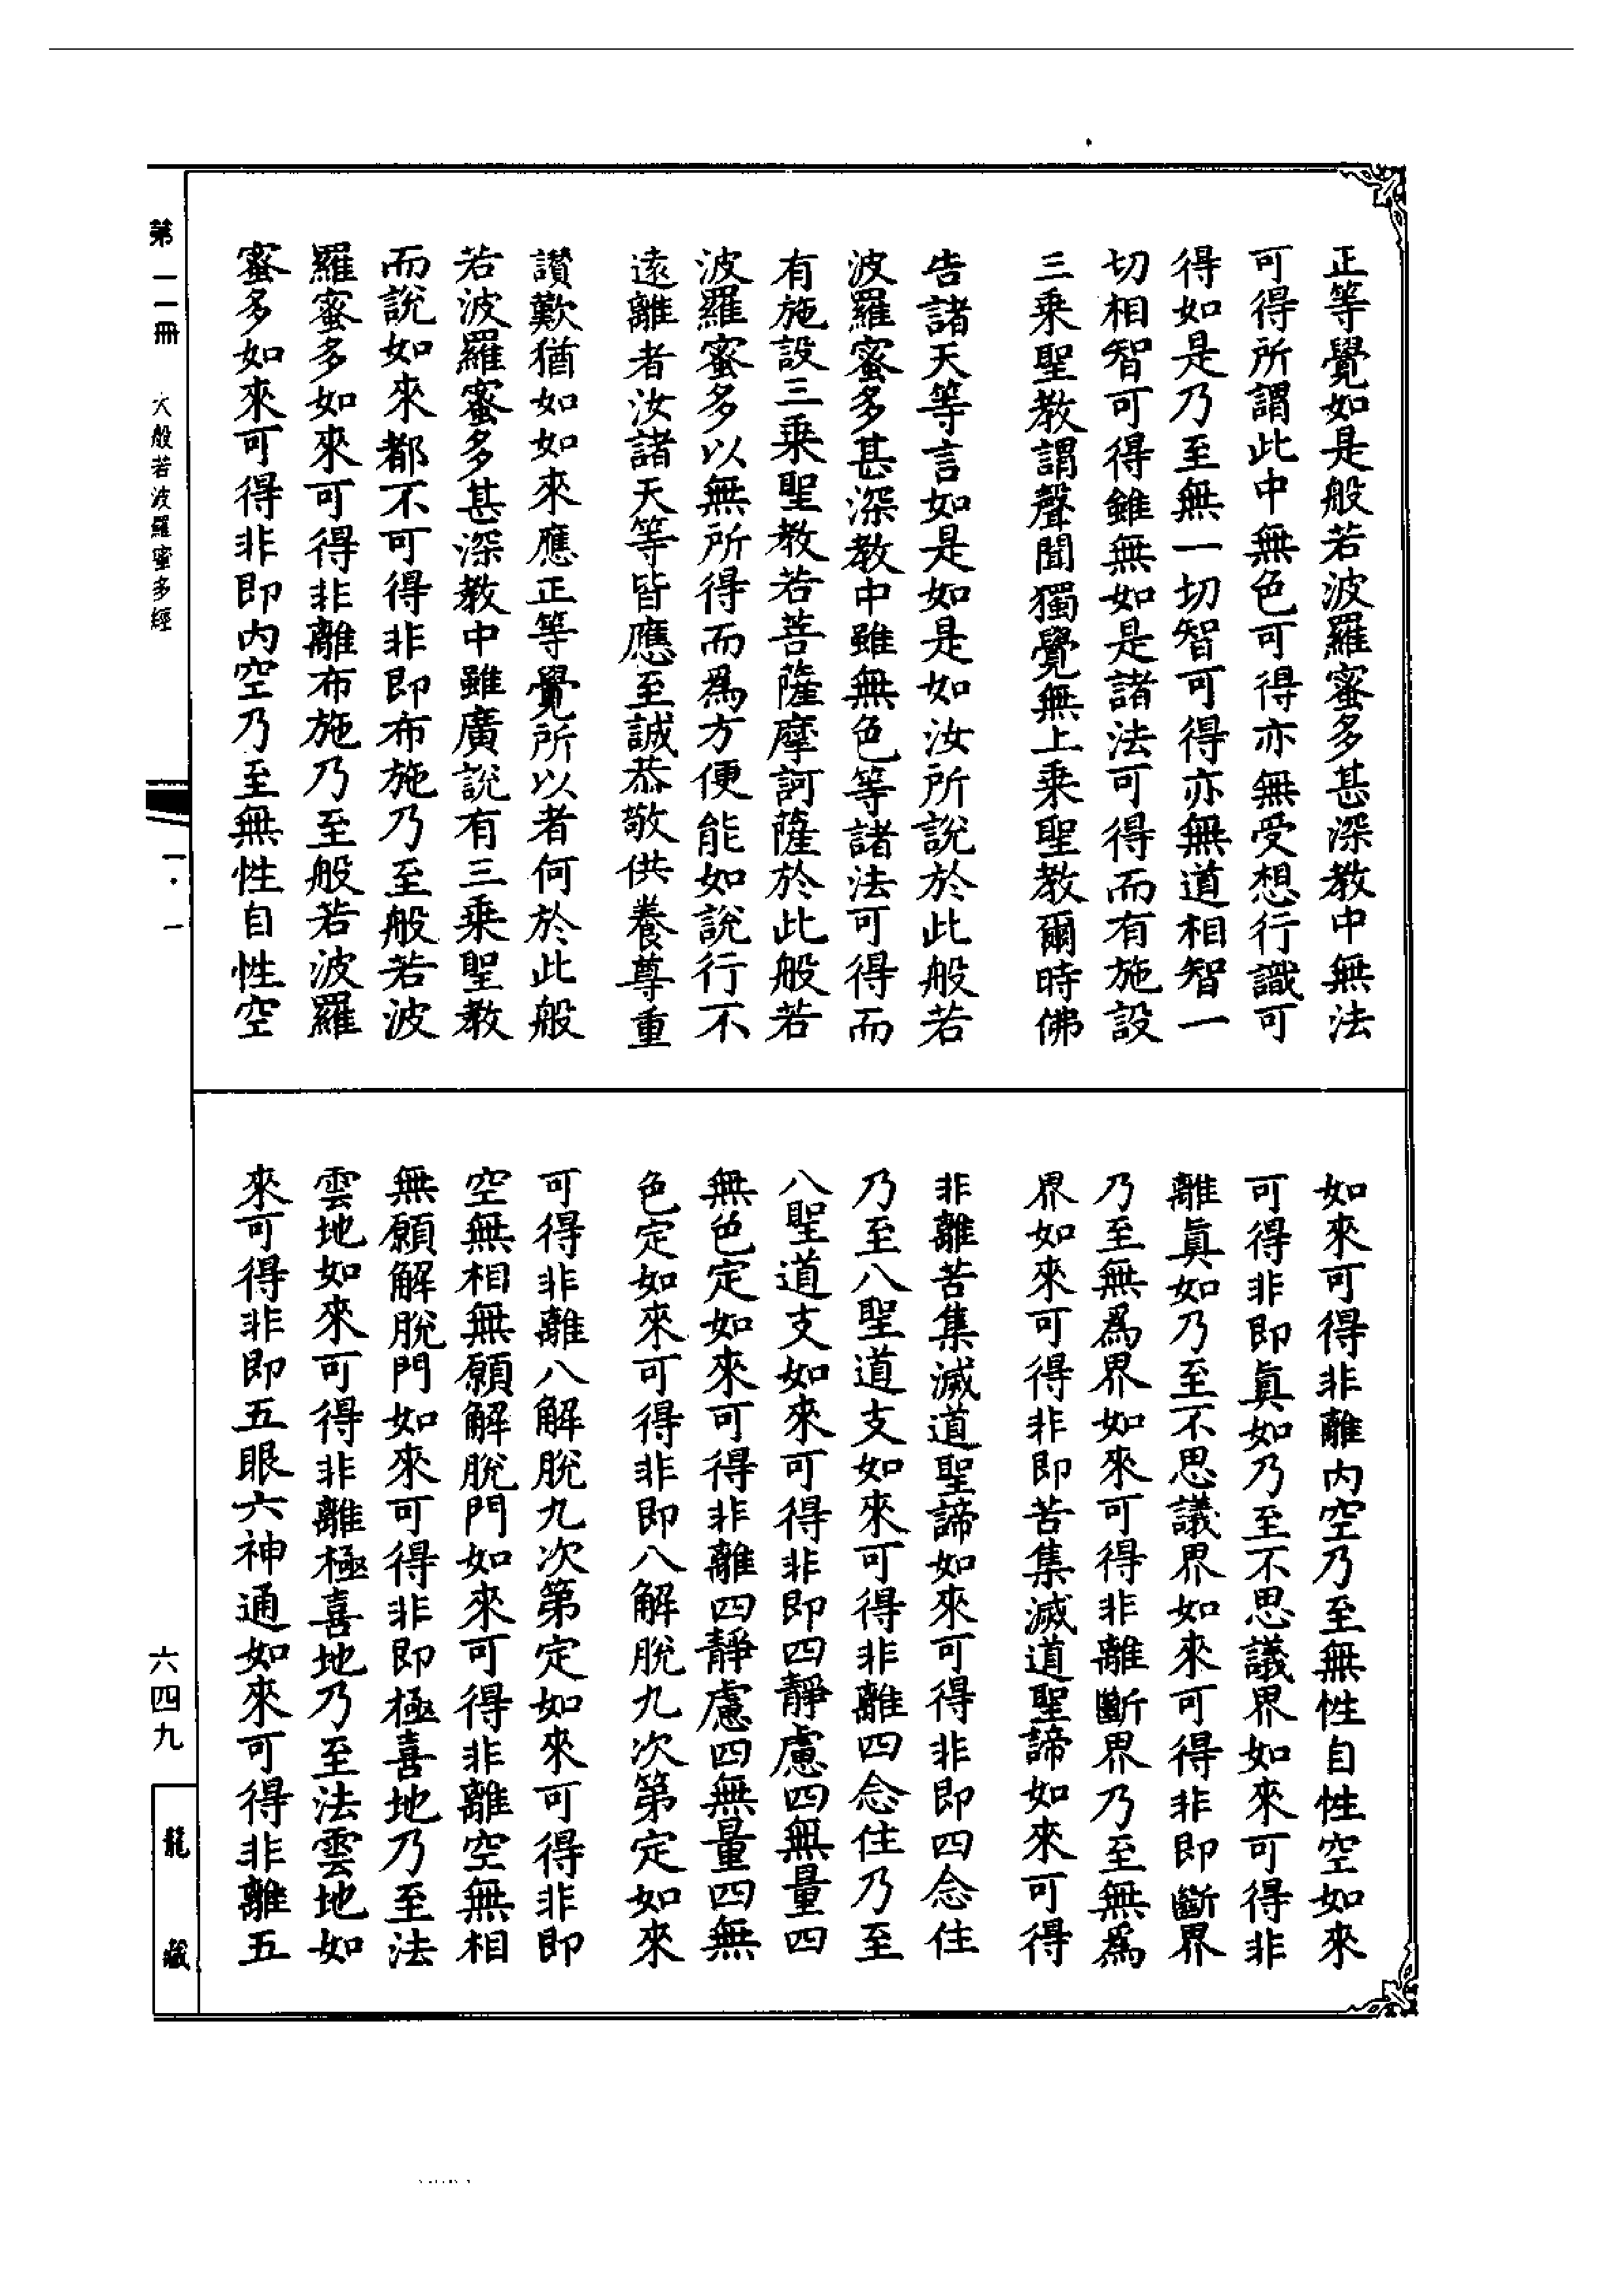 正等覺如是般若波羅蜜多甚深教中無法
可得所謂此中無色可得亦無受想行識可
得如是乃至無一切智可得亦無道相智一
切相智可得雖無如是諸法可得而有施設
三乘聖教謂聲聞獨覺無上乘聖教爾時佛
告諸天等言如是如是如汝所說於此般若
波羅蜜多甚深教中雖無色等諸法可得而
有施設三乘聖教若菩薩摩訶薩於此般若
波羅蜜多以無所得而爲方便能如說行不
遠離者汝諸天等皆應至誠恭敬供養尊重
讚歎猶如如來應正等覺所以者何於此般
若波羅蜜多甚深教中雖廣說有三乘聖教
而說如來都不可得非即布施乃至般若波
羅蜜多如來可得非離布施乃至般若波羅
蜜多如來可得非即內空乃至無性自性空
如來可得非離內空乃至無性自性空如來
可得非即眞如乃至不思議界如來可得非
離眞如乃至不思議界如來可得非即斷界
乃至無爲界如來可得非離斷界乃至無爲
界如來可得非即苦集滅道聖諦如來可得
非離苦集滅道聖諦如來可得非即四念住
乃至八聖道支如來可得非離四念住乃至
八聖道支如來可得非即四靜慮四無量四
無色定如來可得非離四靜慮四無量四無
色定如來可得非即八解脫九次第定如來
可得非離八解脫九次第定如來可得非即
空無相無願解脫門如來可得非離空無相
無願解脫門如來可得非即極喜地乃至法
雲地如來可得非離極喜地乃至法雲地如
來可得非即五眼六神通如來可得非離五
第二冊 大般若波羅蜜多經 一·一
六四九
龍藏